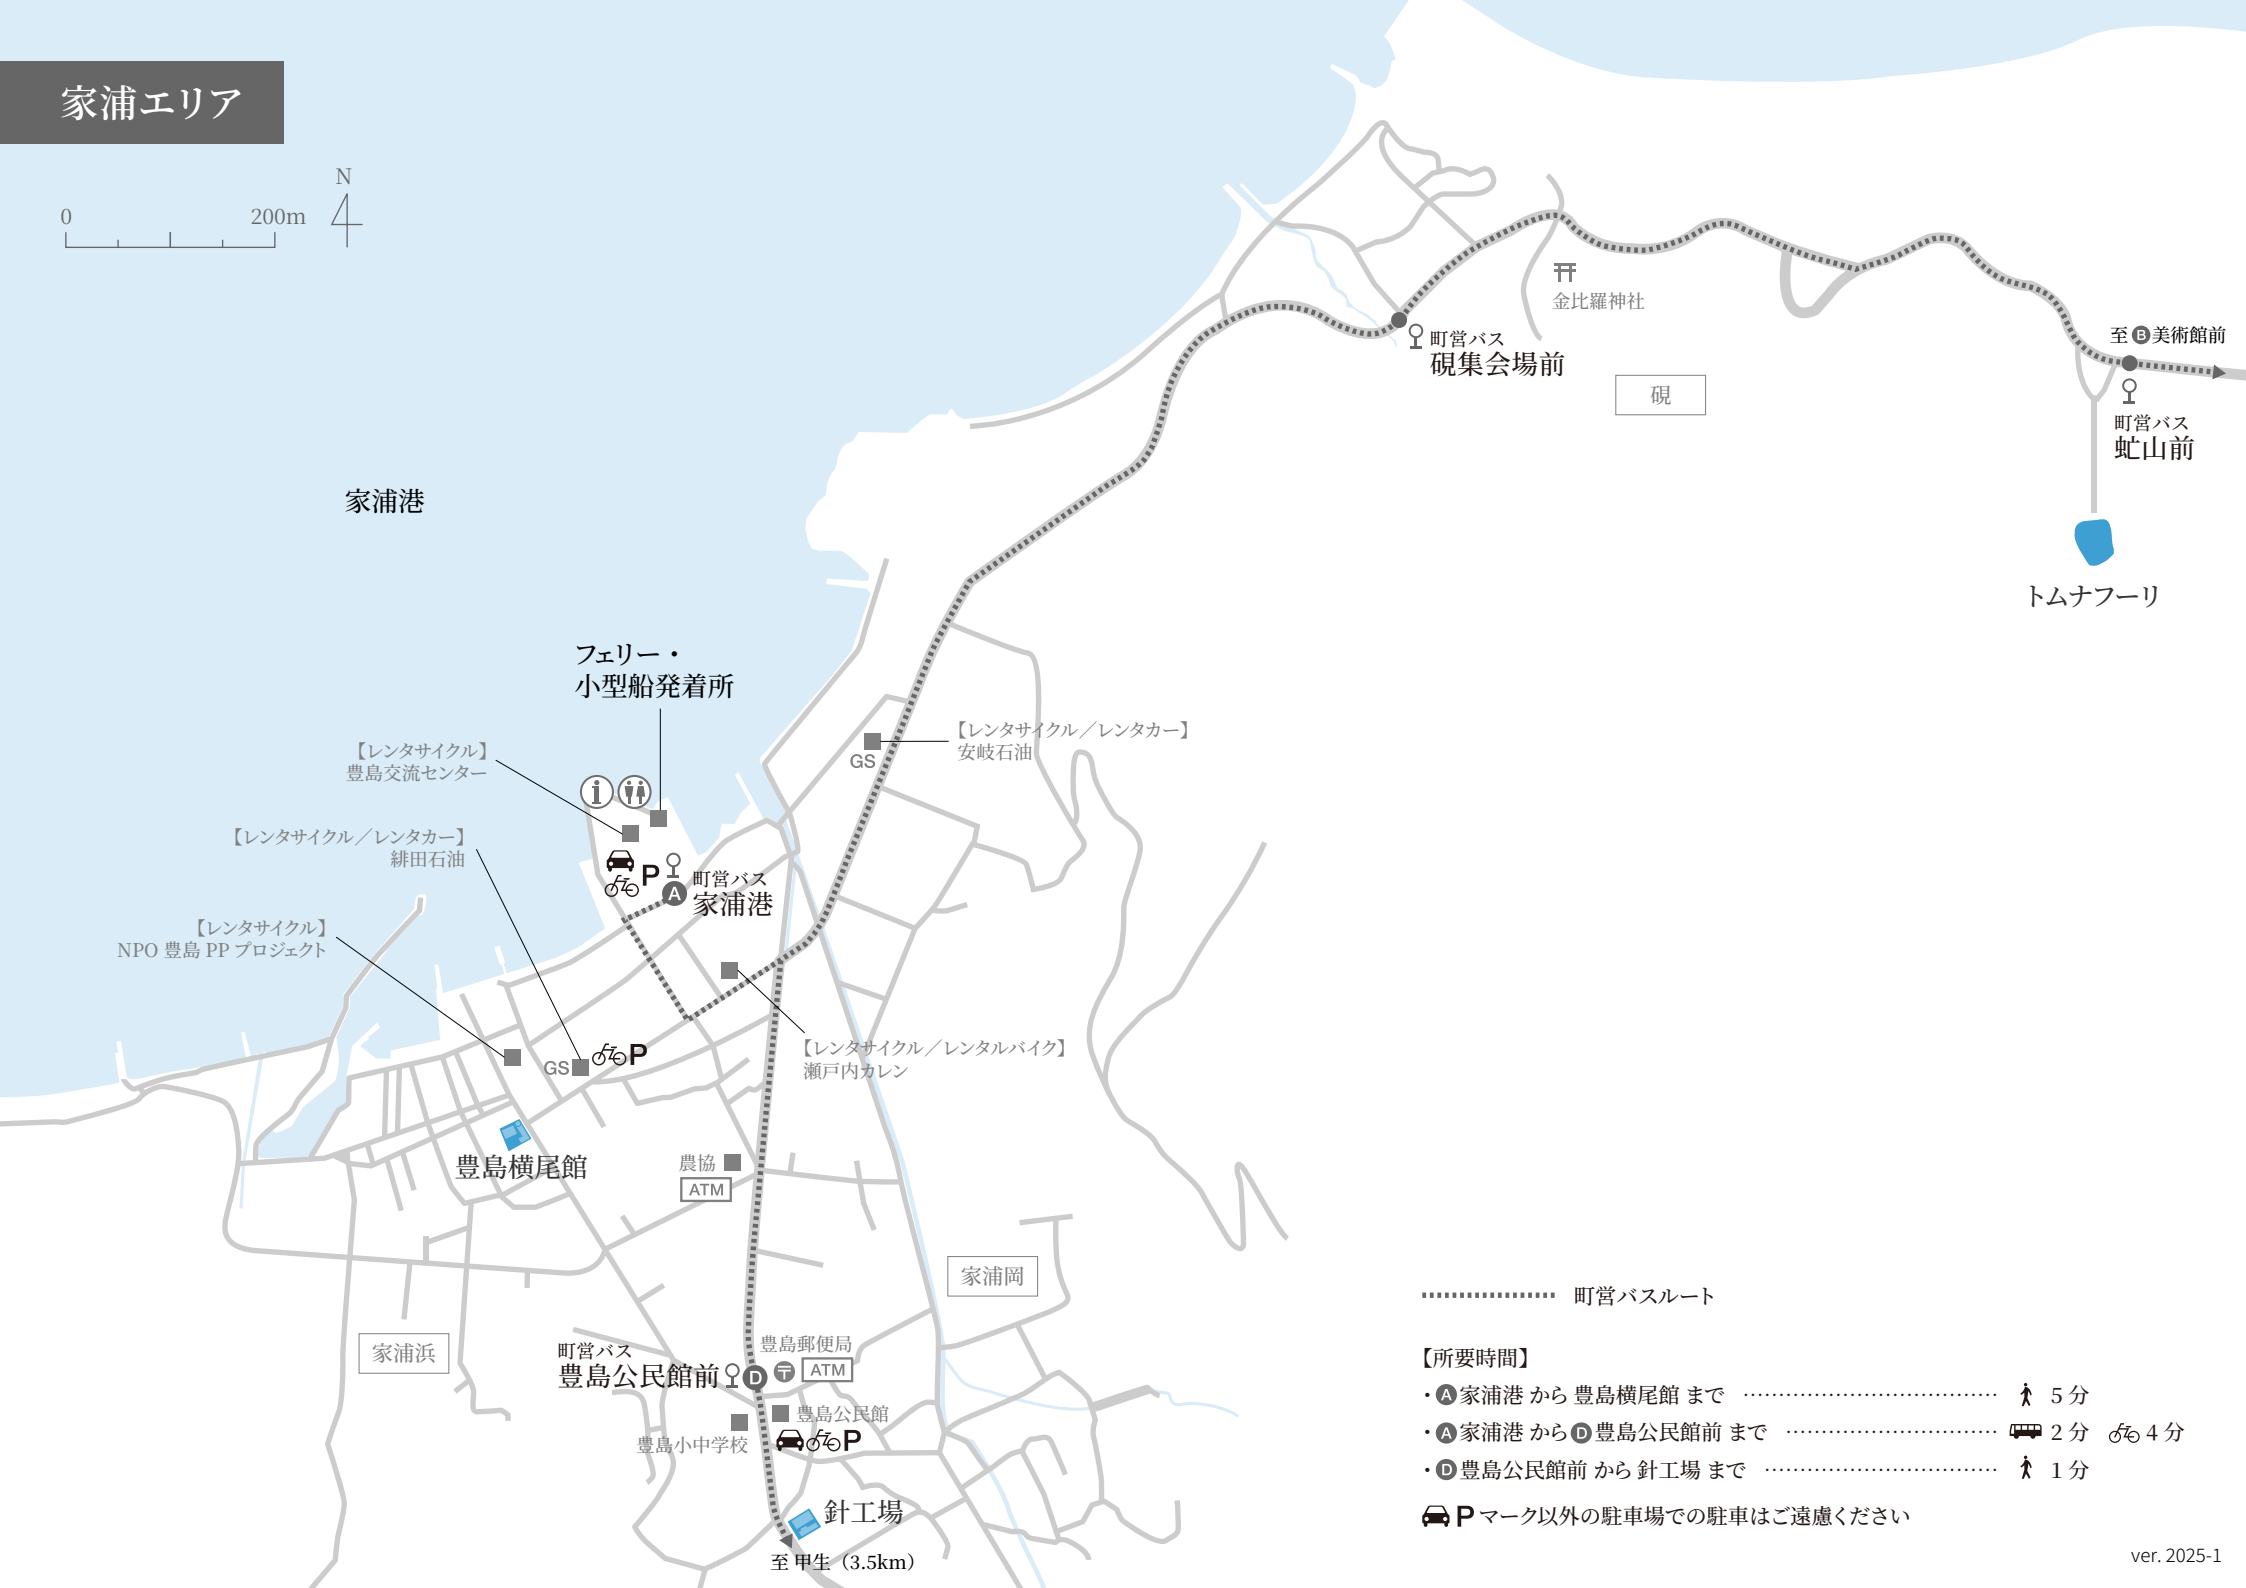 家浦エリア
N
0
200m
金比羅神社
町営バス
硯集会場前
至 B 美術館前
硯
町営バス
虻山前
家浦港
トムナフーリ
フェリー・
小型船発着所
【レンタサイクル／レンタカー】
安岐石油
GS
【レンタサイクル】
豊島交流センター
i
【レンタサイクル／レンタカー】
緋田石油
P
A
町営バス
家浦港
【レンタサイクル】
NPO 豊島 PP プロジェクト
GS
P
【レンタサイクル／レンタルバイク】
瀬戸内カレン
豊島横尾館
農協
ATM
家浦岡
家浦浜
町営バス
豊島公民館前
D
豊島郵便局
〒
ATM
豊島公民館
豊島小中学校
P
針工場
至 甲生（3.5km）
町営バスルート
【所要時間】
・A家浦港 から 豊島横尾館 まで ………………………… 5 分
・A家浦港 から D豊島公民館前 まで ………………………… 2 分 4 分
・D豊島公民館前 から 針工場 まで ………………………… 1 分
P マーク以外の駐車場での駐車はご遠慮ください
ver. 2025-1